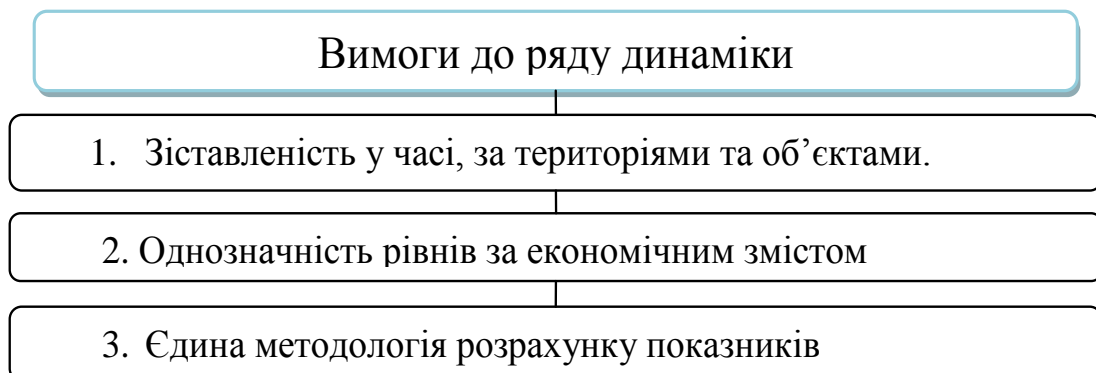 Вимоги до ряду динаміки
1. Зіставленість у часі, за територіями та об’єктами.
2. Однозначність рівнів за економічним змістом
3. Єдина методологія розрахунку показників